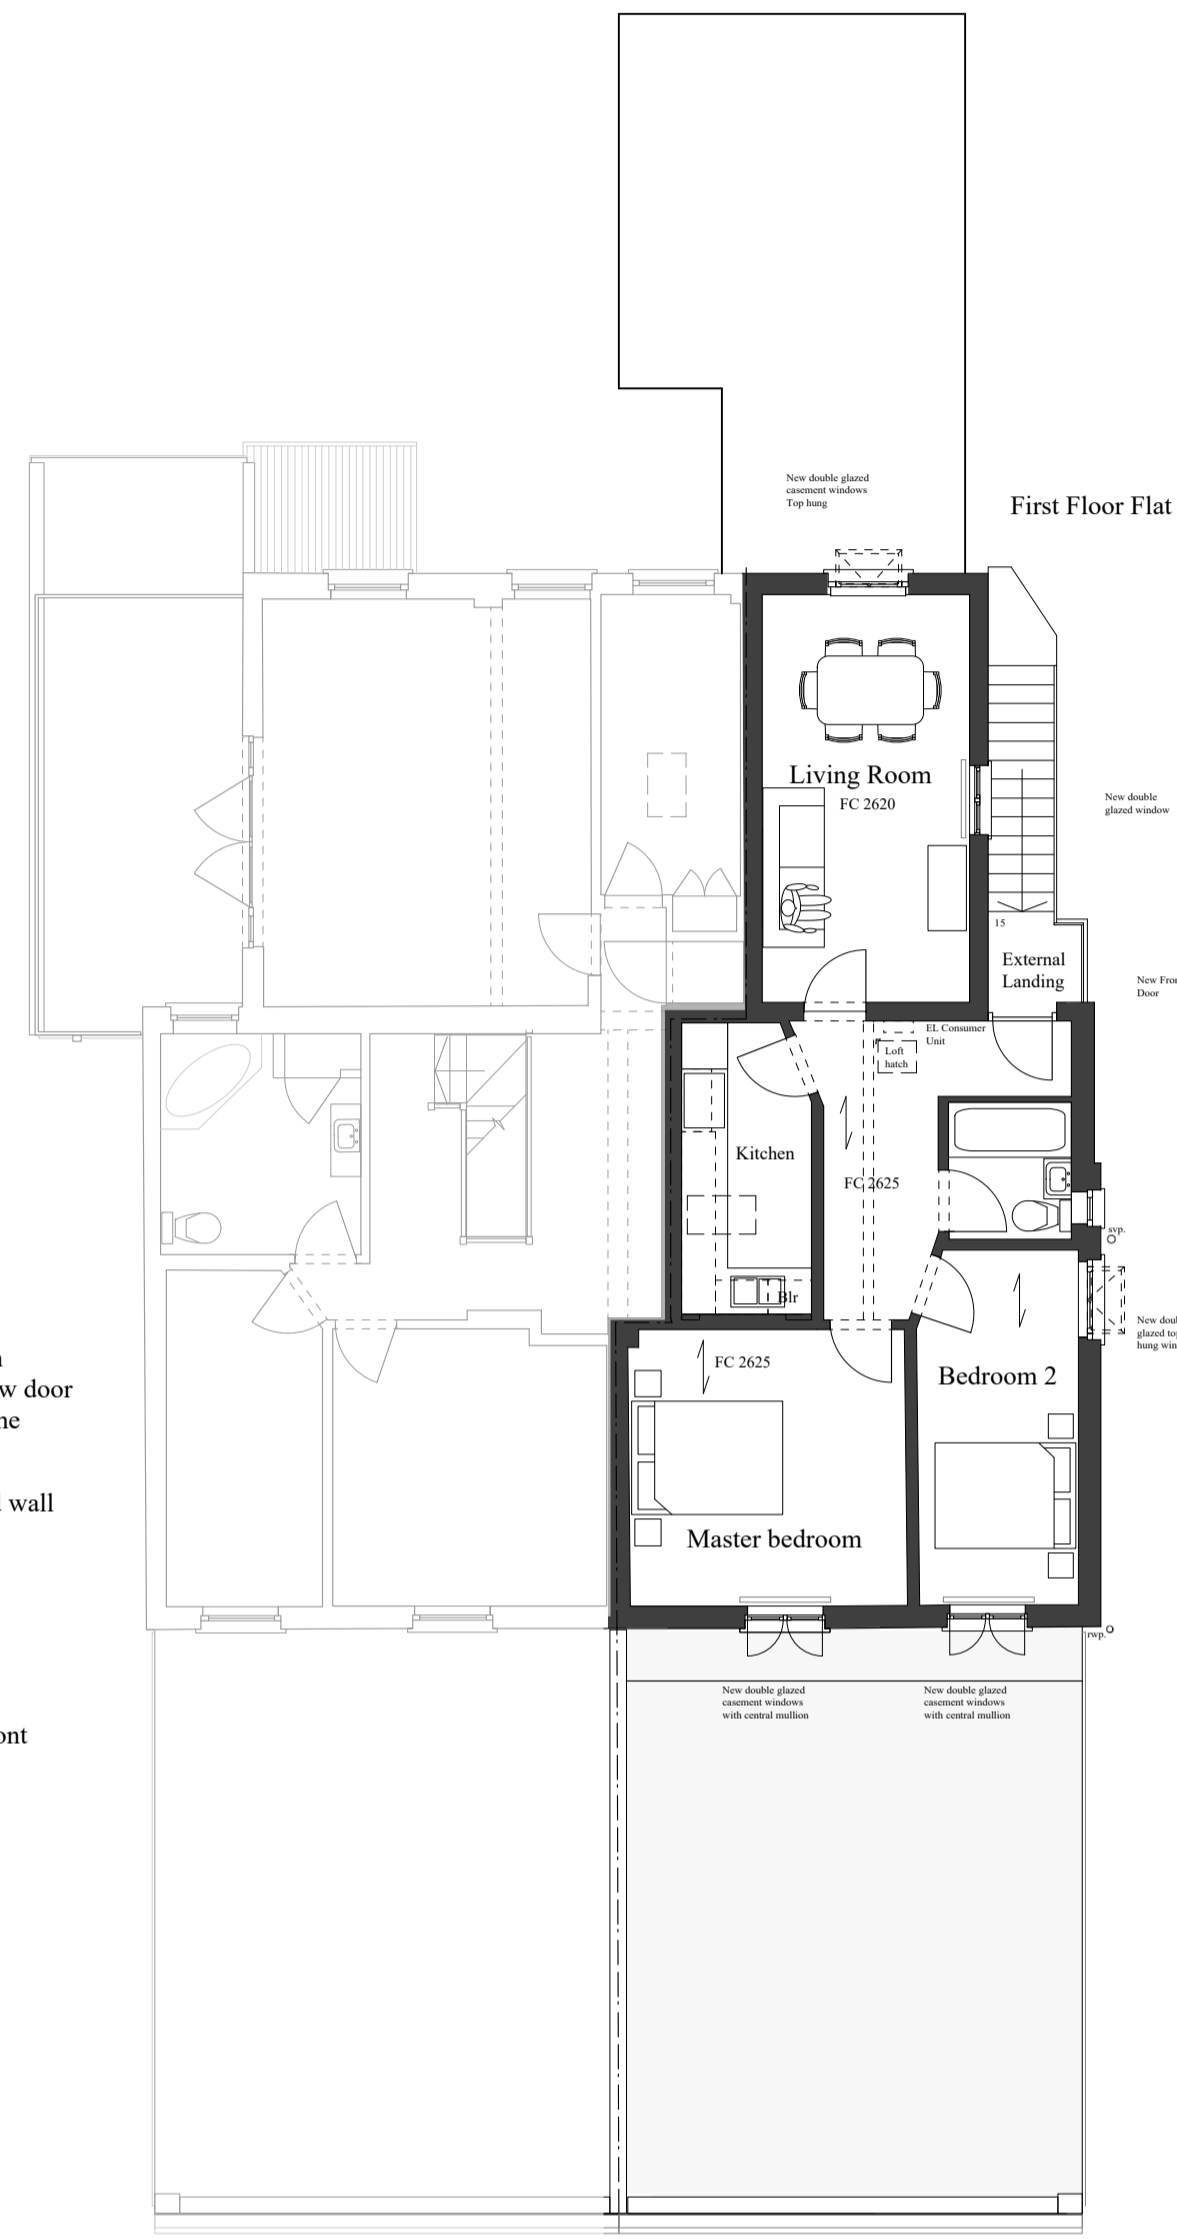 New double glazed
casement windows
Top hung
First Floor Flat
Living Room
FC 2620
New double
glazed window
15
External
Landing
New Fron
Door
EL Consumer
Unit
Loft
hatch
Kitchen
FC 2625
svp.
Blr
New doub
glazed top
hung win
FC 2625
Bedroom 2
w door
ne
wall
Master bedroom
rwp.
New double glazed
casement windows
with central mullion
New double glazed
casement windows
with central mullion
ont